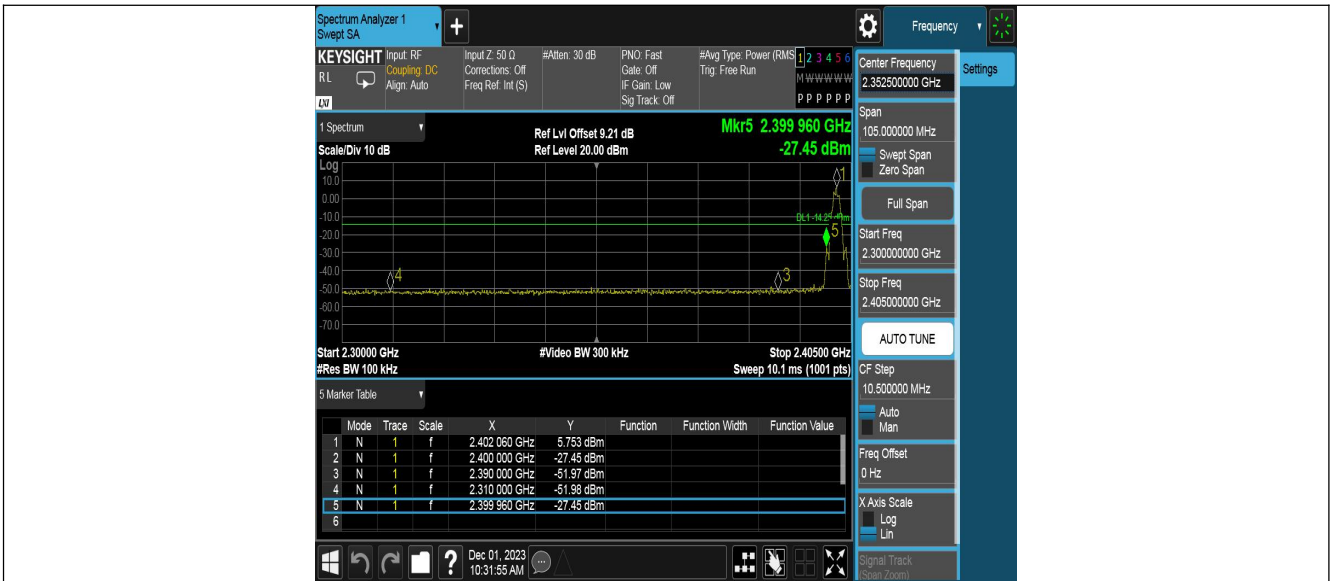 Spectrum Analyzer 1
Swept SA
+
Frequency
KEYSIGHT
RL
LXI
Input: RF
Coupling: DC
Align: Auto
Input Z: 50 Ω
Corrections: Off
Freq Ref: Int (S)
#Atten: 30 dB
PNO: Fast
Gate: Off
IF Gain: Low
Sig Track: Off
#Avg Type: Power (RMS
Trig: Free Run
1 2 3 4 5 6
M W W W W W
P P P P P P
1 Spectrum
Scale/Div 10 dB
Ref Lvl Offset 9.21 dB
Ref Level 20.00 dBm
Mkr5 2.399 960 GHz
-27.45 dBm
Log
10.0
0.00
-10.0
-20.0
-30.0
-40.0
-50.0
-60.0
-70.0
1
DL1 -14.25 dBm
5
4
3
Start 2.30000 GHz
#Video BW 300 kHz
Stop 2.40500 GHz
#Res BW 100 kHz
Sweep 10.1 ms (1001 pts)
5 Marker Table
Mode Trace Scale X Y Function Function Width Function Value
1 N 1 f 2.402 060 GHz 5.753 dBm
2 N 1 f 2.400 000 GHz -27.45 dBm
3 N 1 f 2.390 000 GHz -51.97 dBm
4 N 1 f 2.310 000 GHz -51.98 dBm
5 N 1 f 2.399 960 GHz -27.45 dBm
6
?
Dec 01, 2023
10:31:55 AM
Center Frequency
2.352500000 GHz
Settings
Span
105.000000 MHz
Swept Span
Zero Span
Full Span
Start Freq
2.300000000 GHz
Stop Freq
2.405000000 GHz
AUTO TUNE
CF Step
10.500000 MHz
Auto
Man
Freq Offset
0 Hz
X Axis Scale
Log
Lin
Signal Track
(Span Zoom)